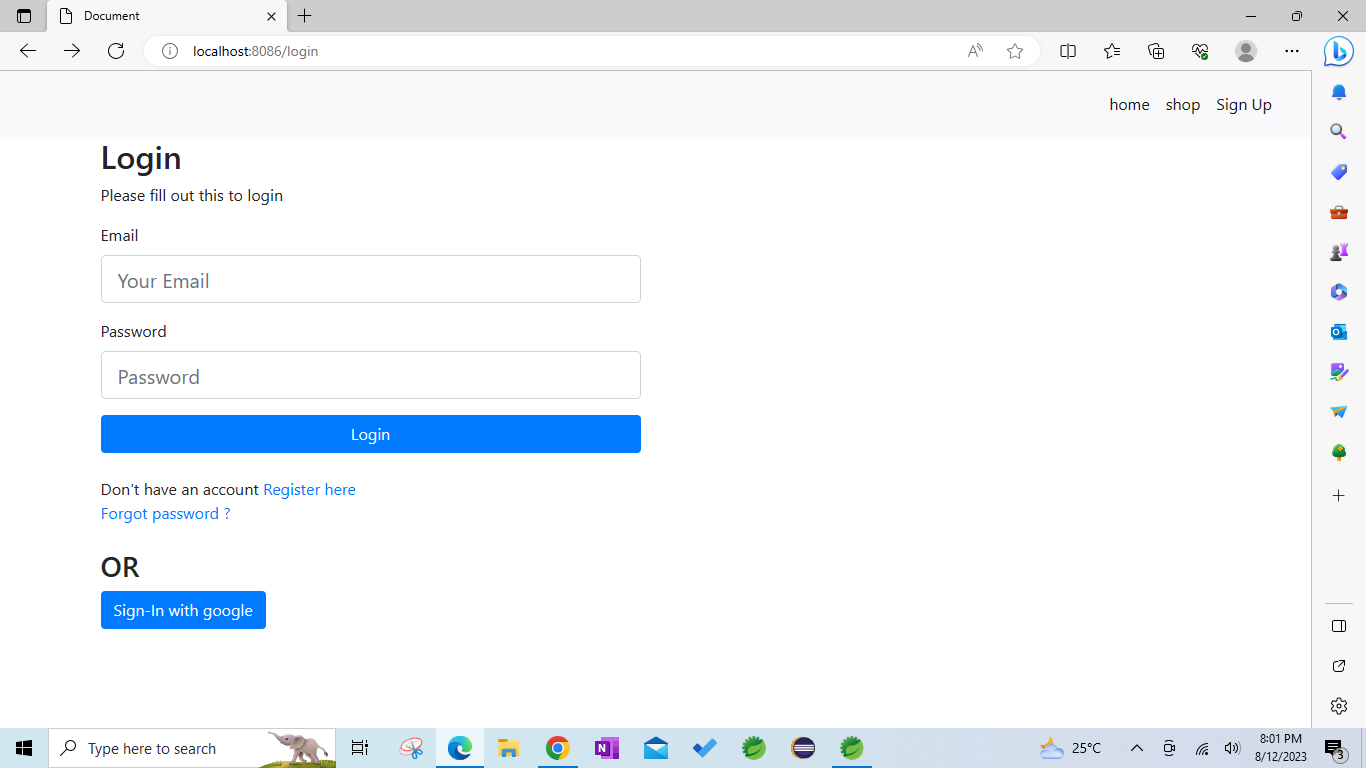 Document
localhost:8086/login
home shop Sign Up
Login
Please fill out this to login
Email
Your Email
Password
Password
Login
Don't have an account Register here
Forgot password ?
OR
Sign-In with google
Type here to search
25°C
8:01 PM
8/12/2023
3